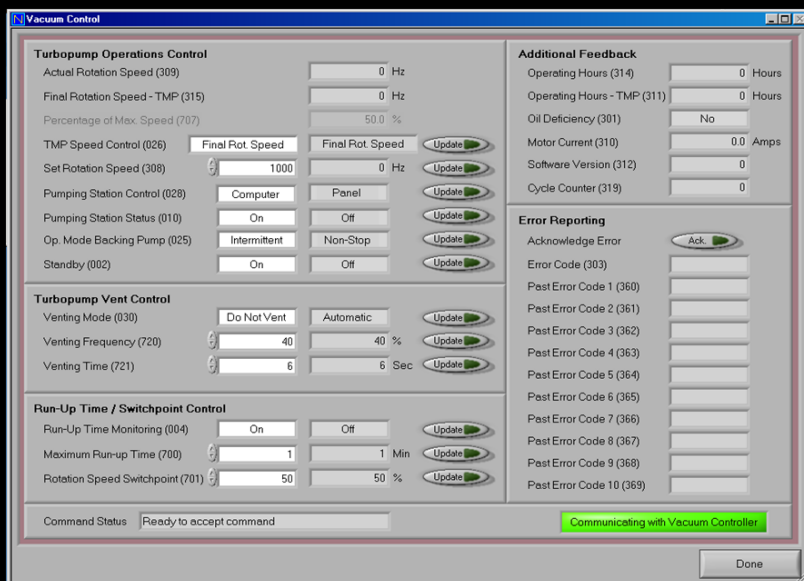 Vacuum Control
Turbopump Operations Control
Actual Rotation Speed (309) 0 Hz
Final Rotation Speed - TMP (315) 0 Hz
Percentage of Max. Speed (707) 50.0 %
TMP Speed Control (026) Final Rot. Speed Final Rot. Speed Update
Set Rotation Speed (308) 1000 0 Hz Update
Pumping Station Control (028) Computer Panel Update
Pumping Station Status (010) On Off Update
Op. Mode Backing Pump (025) Intermittent Non-Stop Update
Standby (002) On Off Update
Turbopump Vent Control
Venting Mode (030) Do Not Vent Automatic Update
Venting Frequency (720) 40 40 % Update
Venting Time (721) 6 6 Sec Update
Run-Up Time / Switchpoint Control
Run-Up Time Monitoring (004) On Off Update
Maximum Run-up Time (700) 1 1 Min Update
Rotation Speed Switchpoint (701) 50 50 % Update
Additional Feedback
Operating Hours (314) 0 Hours
Operating Hours - TMP (311) 0 Hours
Oil Deficiency (301) No
Motor Current (310) 0.0 Amps
Software Version (312) 0
Cycle Counter (319) 0
Error Reporting
Acknowledge Error Ack.
Error Code (303)
Past Error Code 1 (360)
Past Error Code 2 (361)
Past Error Code 3 (362)
Past Error Code 4 (363)
Past Error Code 5 (364)
Past Error Code 6 (365)
Past Error Code 7 (366)
Past Error Code 8 (367)
Past Error Code 9 (368)
Past Error Code 10 (369)
Command Status Ready to accept command
Communicating with Vacuum Controller
Done